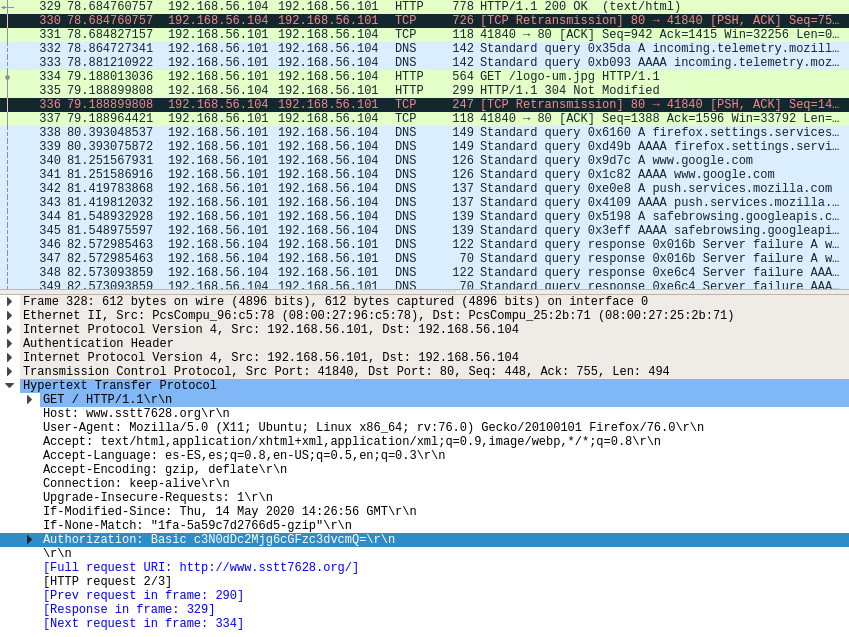 329 78.684760757 192.168.56.104 192.168.56.101 HTTP 778 HTTP/1.1 200 OK (text/html)
330 78.684760757 192.168.56.104 192.168.56.101 TCP 726 [TCP Retransmission] 80 → 41840 [PSH, ACK] Seq=75…
331 78.684827157 192.168.56.101 192.168.56.104 TCP 118 41840 → 80 [ACK] Seq=942 Ack=1415 Win=32256 Len=0…
332 78.864727341 192.168.56.101 192.168.56.104 DNS 142 Standard query 0x35da A incoming.telemetry.mozill…
333 78.881210922 192.168.56.101 192.168.56.104 DNS 142 Standard query 0xb093 AAAA incoming.telemetry.moz…
334 79.188013036 192.168.56.101 192.168.56.104 HTTP 564 GET /logo-um.jpg HTTP/1.1
335 79.188899808 192.168.56.104 192.168.56.101 HTTP 299 HTTP/1.1 304 Not Modified
336 79.188899808 192.168.56.104 192.168.56.101 TCP 247 [TCP Retransmission] 80 → 41840 [PSH, ACK] Seq=14…
337 79.188964421 192.168.56.101 192.168.56.104 TCP 118 41840 → 80 [ACK] Seq=1388 Ack=1596 Win=33792 Len=…
338 80.393048537 192.168.56.101 192.168.56.104 DNS 149 Standard query 0x6160 A firefox.settings.services…
339 80.393075872 192.168.56.101 192.168.56.104 DNS 149 Standard query 0xd49b AAAA firefox.settings.servi…
340 81.251567931 192.168.56.101 192.168.56.104 DNS 126 Standard query 0x9d7c A www.google.com
341 81.251586916 192.168.56.101 192.168.56.104 DNS 126 Standard query 0x1c82 AAAA www.google.com
342 81.419783868 192.168.56.101 192.168.56.104 DNS 137 Standard query 0xe0e8 A push.services.mozilla.com
343 81.419812032 192.168.56.101 192.168.56.104 DNS 137 Standard query 0x4109 AAAA push.services.mozilla.…
344 81.548932928 192.168.56.101 192.168.56.104 DNS 139 Standard query 0x5198 A safebrowsing.googleapis.c…
345 81.548975597 192.168.56.101 192.168.56.104 DNS 139 Standard query 0x3eff AAAA safebrowsing.googleapi…
346 82.572985463 192.168.56.104 192.168.56.101 DNS 122 Standard query response 0x016b Server failure A w…
347 82.572985463 192.168.56.104 192.168.56.101 DNS 70 Standard query response 0x016b Server failure A w…
348 82.573093859 192.168.56.104 192.168.56.101 DNS 122 Standard query response 0xe6c4 Server failure AAA…
349 82.573093859 192.168.56.104 192.168.56.101 DNS 70 Standard query response 0xe6c4 Server failure AAA…
Frame 328: 612 bytes on wire (4896 bits), 612 bytes captured (4896 bits) on interface 0
Ethernet II, Src: PcsCompu_96:c5:78 (08:00:27:96:c5:78), Dst: PcsCompu_25:2b:71 (08:00:27:25:2b:71)
Internet Protocol Version 4, Src: 192.168.56.101, Dst: 192.168.56.104
Authentication Header
Internet Protocol Version 4, Src: 192.168.56.101, Dst: 192.168.56.104
Transmission Control Protocol, Src Port: 41840, Dst Port: 80, Seq: 448, Ack: 755, Len: 494
Hypertext Transfer Protocol
GET / HTTP/1.1\r\n
Host: www.sstt7628.org\r\n
User-Agent: Mozilla/5.0 (X11; Ubuntu; Linux x86_64; rv:76.0) Gecko/20100101 Firefox/76.0\r\n
Accept: text/html,application/xhtml+xml,application/xml;q=0.9,image/webp,*/*;q=0.8\r\n
Accept-Language: es-ES,es;q=0.8,en-US;q=0.5,en;q=0.3\r\n
Accept-Encoding: gzip, deflate\r\n
Connection: keep-alive\r\n
Upgrade-Insecure-Requests: 1\r\n
If-Modified-Since: Thu, 14 May 2020 14:26:56 GMT\r\n
If-None-Match: "1fa-5a59c7d2766d5-gzip"\r\n
Authorization: Basic c3N0dDc2Mjg6cGFzc3dvcmQ=\r\n
\r\n
[Full request URI: http://www.sstt7628.org/]
[HTTP request 2/3]
[Prev request in frame: 290]
[Response in frame: 329]
[Next request in frame: 334]